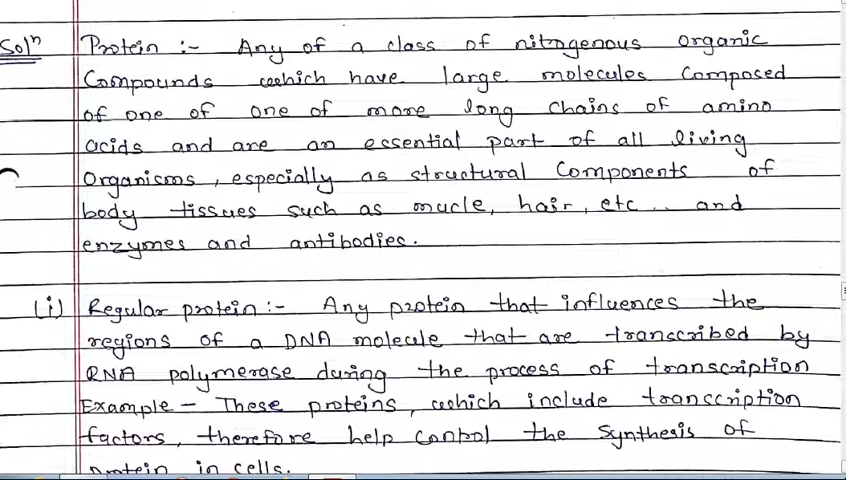 Solⁿ Protein :- Any of a class of nitrogenous organic
Compounds which have large molecules composed
of one of one of more long chains of amino
acids and are an essential part of all living
organisms, especially as structural Components of
body tissues such as mucle, hair, etc.. and
enzymes and antibodies.
(i) Regular protein :- Any protein that influences the
regions of a DNA molecule that are transcribed by
RNA polymerase during the process of transcription
Example - These proteins, which include transccription
factors, therefore help control the synthesis of
protein in cells.